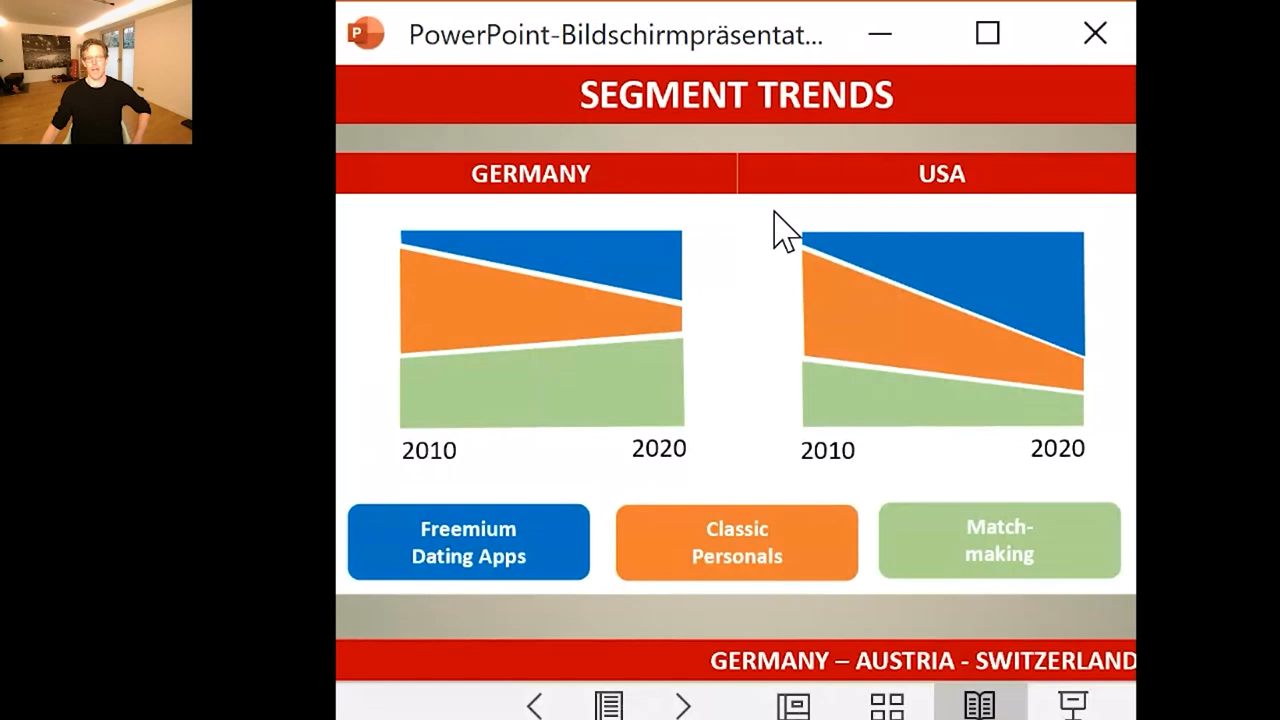 P PowerPoint-Bildschirmpräsentat...
SEGMENT TRENDS
GERMANY USA
2010 2020 2010 2020
Freemium
Dating Apps
Classic
Personals
Match-
making
GERMANY – AUSTRIA - SWITZERLAND